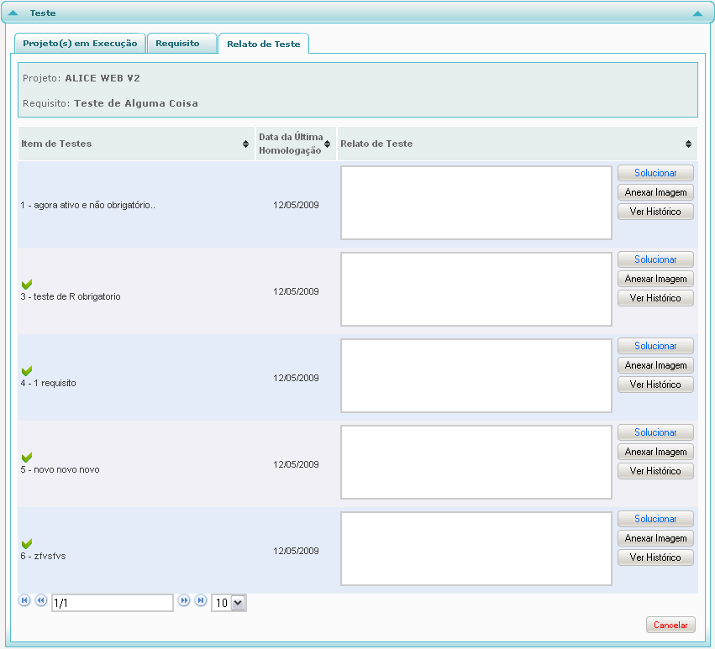 Teste
Projeto(s) em Execução Requisito Relato de Teste
Projeto: ALICE WEB V2
Requisito: Teste de Alguma Coisa
Item de Testes
Data da Última
Homologação
Relato de Teste
1 - agora ativo e não obrigatório..
12/05/2009
Solucionar
Anexar Imagem
Ver Histórico
3 - teste de R obrigatorio
12/05/2009
Solucionar
Anexar Imagem
Ver Histórico
4 - 1 requisito
12/05/2009
Solucionar
Anexar Imagem
Ver Histórico
5 - novo novo novo
12/05/2009
Solucionar
Anexar Imagem
Ver Histórico
6 - zfvsfvs
12/05/2009
Solucionar
Anexar Imagem
Ver Histórico
1/1 10
Cancelar